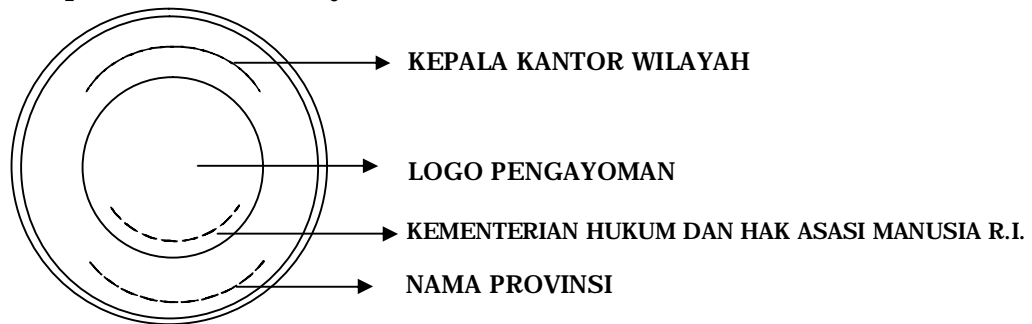 KEPALA KANTOR WILAYAH
LOGO PENGAYOMAN
KEMENTERIAN HUKUM DAN HAK ASASI MANUSIA R.I.
NAMA PROVINSI